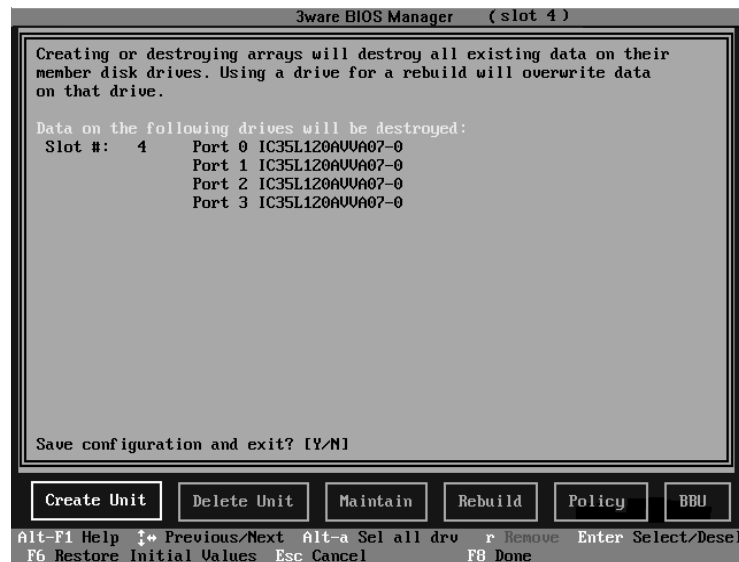 3ware BIOS Manager (slot 4)
Creating or destroying arrays will destroy all existing data on their
member disk drives. Using a drive for a rebuild will overwrite data
on that drive.
Data on the following drives will be destroyed:
Slot #: 4 Port 0 IC35L120AVVA07-0
Port 1 IC35L120AVVA07-0
Port 2 IC35L120AVVA07-0
Port 3 IC35L120AVVA07-0
Save configuration and exit? [Y/N]
Create Unit Delete Unit Maintain Rebuild Policy BBU
Alt-F1 Help ↕↔ Previous/Next Alt-a Sel all drv r Remove Enter Select/Desel
F6 Restore Initial Values Esc Cancel F8 Done